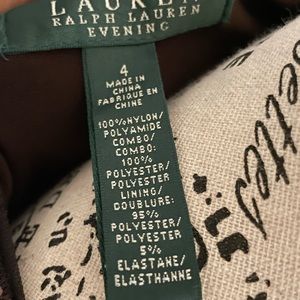 LAUREN
RALPH LAUREN
EVENING
4
MADE IN
CHINA
FABRIQUE EN
CHINE
100%NYLON/
POLYAMIDE
COMBO/
COMBO:
100%
POLYESTER/
POLYESTER
LINING/
DOUBLURE:
95%
POLYESTER/
POLYESTER
5%
ELASTANE/
ELASTHANNE